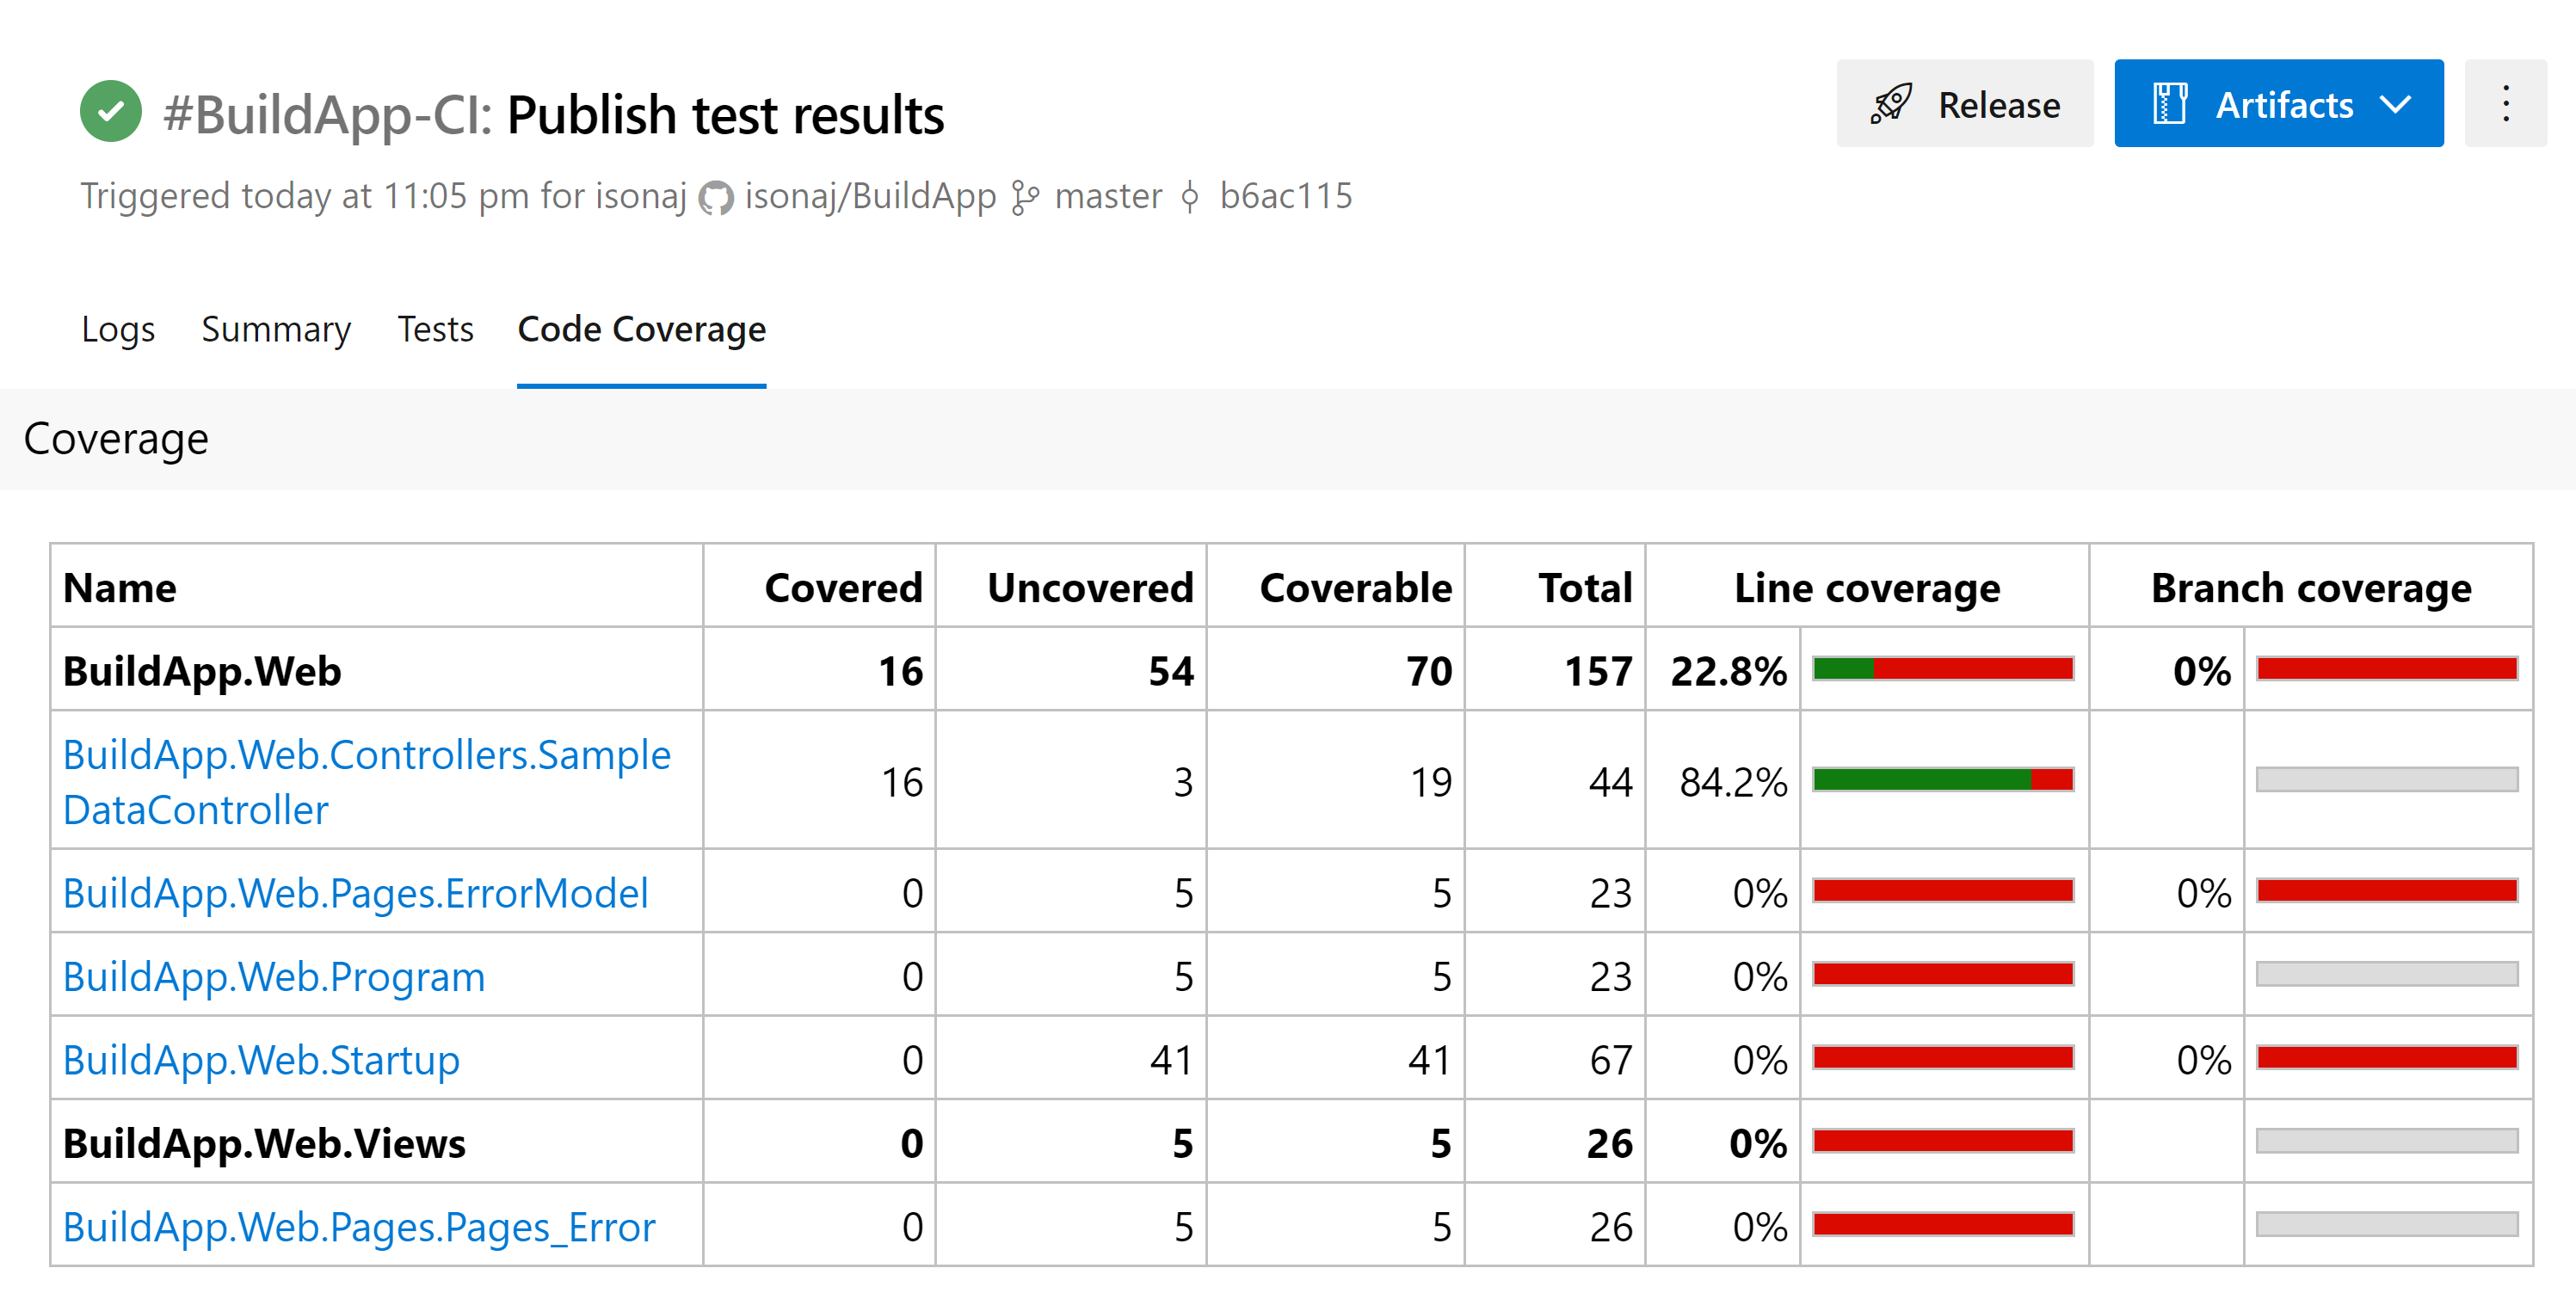 #BuildApp-CI: Publish test results
Release
Artifacts
Triggered today at 11:05 pm for isonaj isonaj/BuildApp master b6ac115
Logs Summary Tests Code Coverage
Coverage
Name Covered Uncovered Coverable Total Line coverage Branch coverage
BuildApp.Web 16 54 70 157 22.8% 0%
BuildApp.Web.Controllers.Sample
DataController 16 3 19 44 84.2%
BuildApp.Web.Pages.ErrorModel 0 5 5 23 0% 0%
BuildApp.Web.Program 0 5 5 23 0%
BuildApp.Web.Startup 0 41 41 67 0% 0%
BuildApp.Web.Views 0 5 5 26 0%
BuildApp.Web.Pages.Pages_Error 0 5 5 26 0%